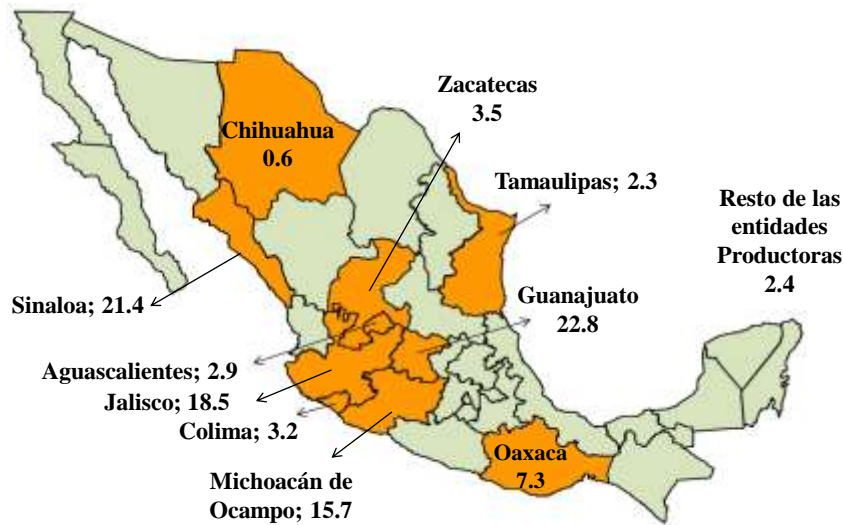 Zacatecas
3.5
Chihuahua
0.6
Tamaulipas; 2.3
Resto de las
entidades
Productoras
2.4
Sinaloa; 21.4
Guanajuato
22.8
Aguascalientes; 2.9
Jalisco; 18.5
Colima; 3.2
Oaxaca
7.3
Michoacán de
Ocampo; 15.7